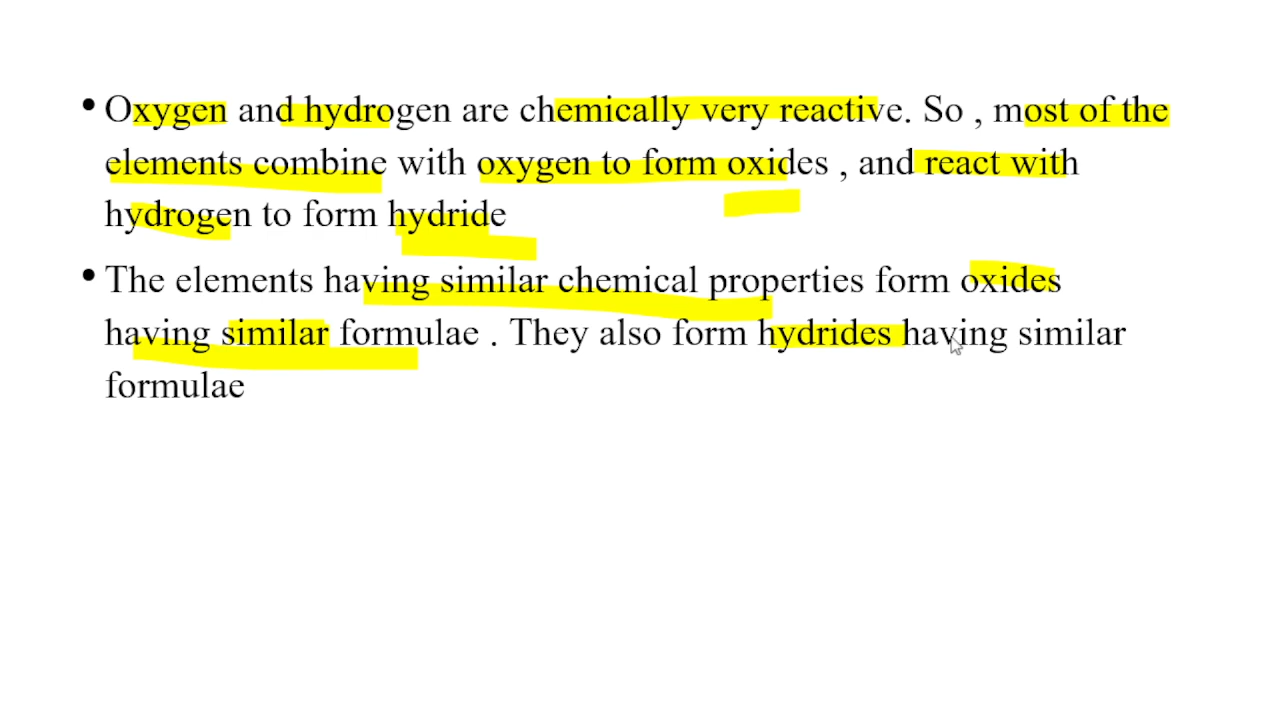 • Oxygen and hydrogen are chemically very reactive. So , most of the
elements combine with oxygen to form oxides , and react with
hydrogen to form hydride
• The elements having similar chemical properties form oxides
having similar formulae . They also form hydrides having similar
formulae